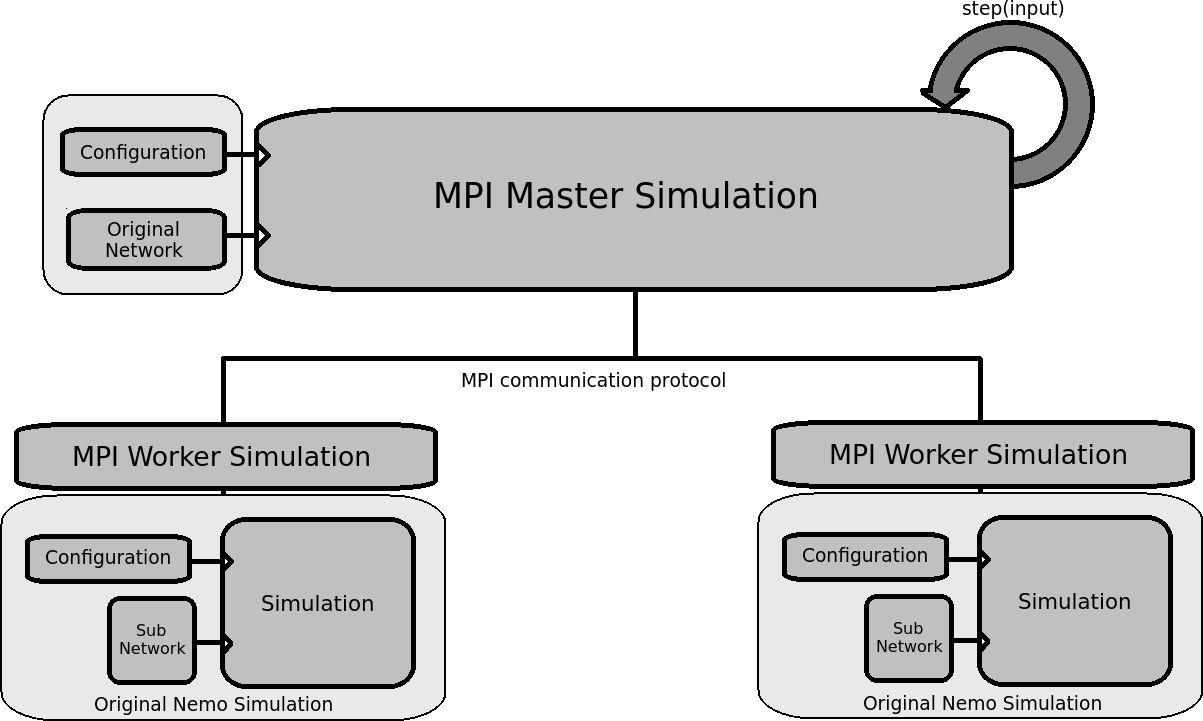 step(input)
Configuration
Original
Network
MPI Master Simulation
MPI communication protocol
MPI Worker Simulation
Configuration
Sub
Network
Simulation
Original Nemo Simulation
MPI Worker Simulation
Configuration
Sub
Network
Simulation
Original Nemo Simulation